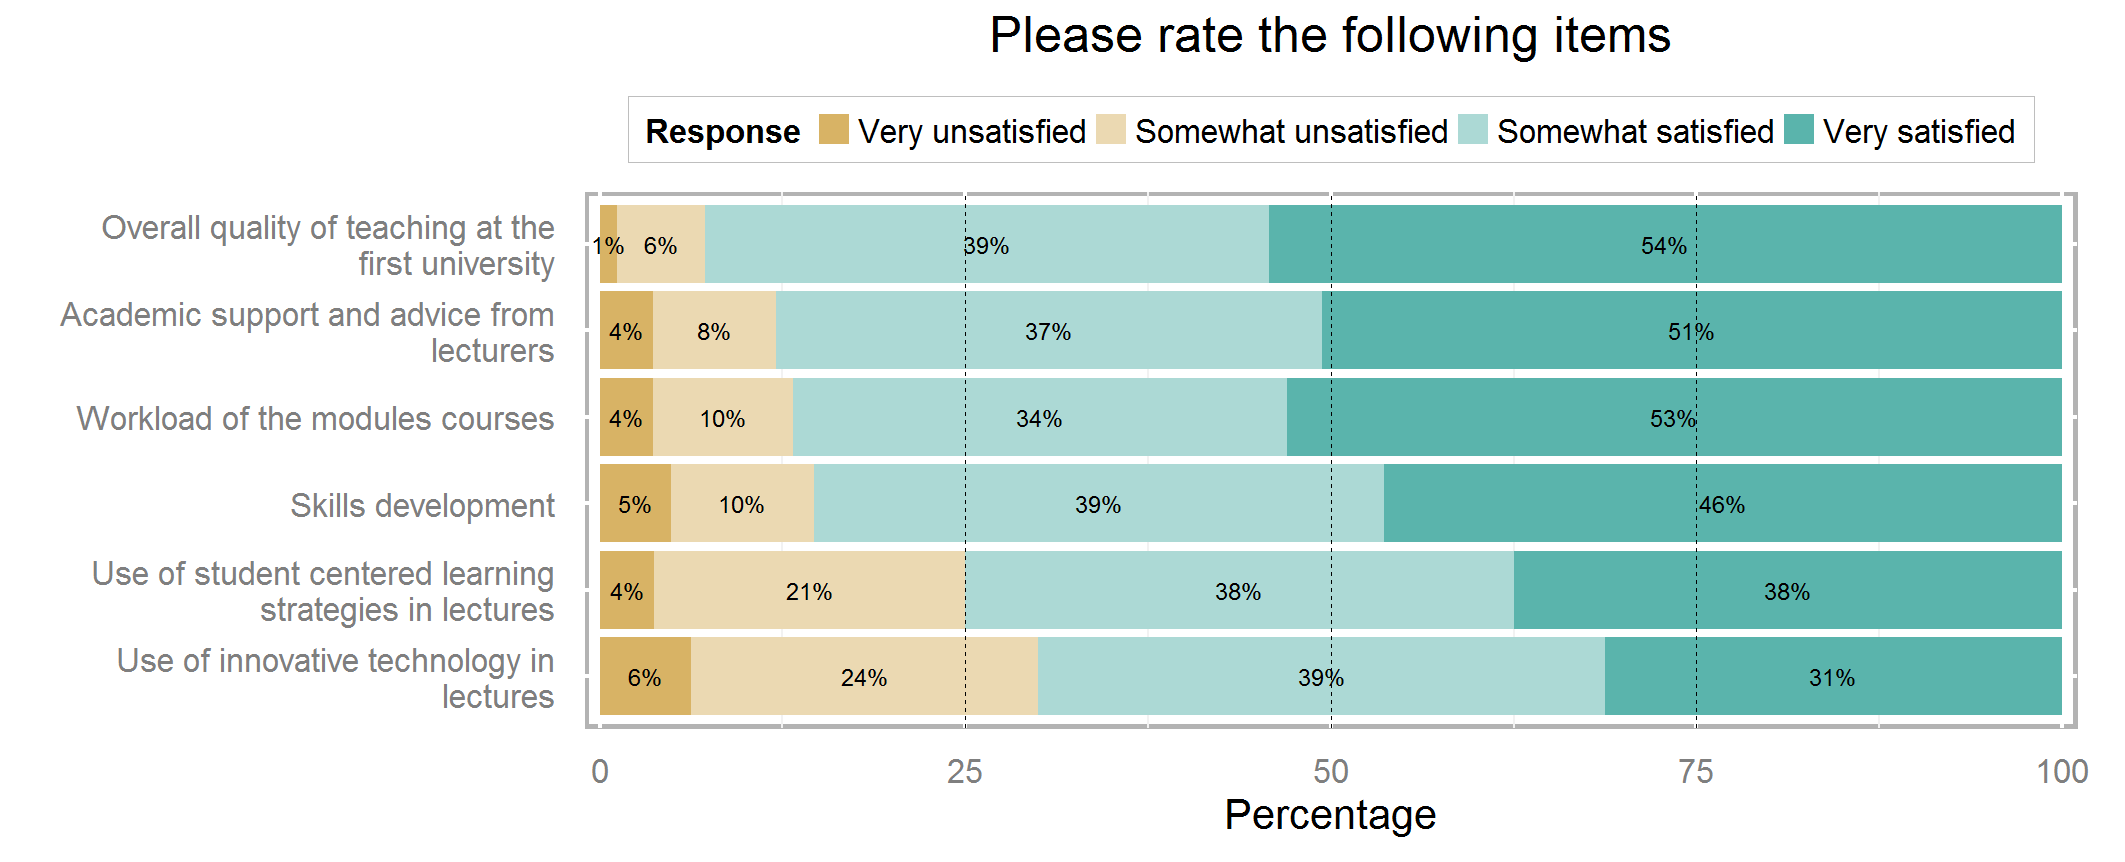 Please rate the following items
Response Very unsatisfied Somewhat unsatisfied Somewhat satisfied Very satisfied
Overall quality of teaching at the
first university
1% 6% 39% 54%
Academic support and advice from
lecturers
4% 8% 37% 51%
Workload of the modules courses
4% 10% 34% 53%
Skills development
5% 10% 39% 46%
Use of student centered learning
strategies in lectures
4% 21% 38% 38%
Use of innovative technology in
lectures
6% 24% 39% 31%
0 25 50 75 100
Percentage